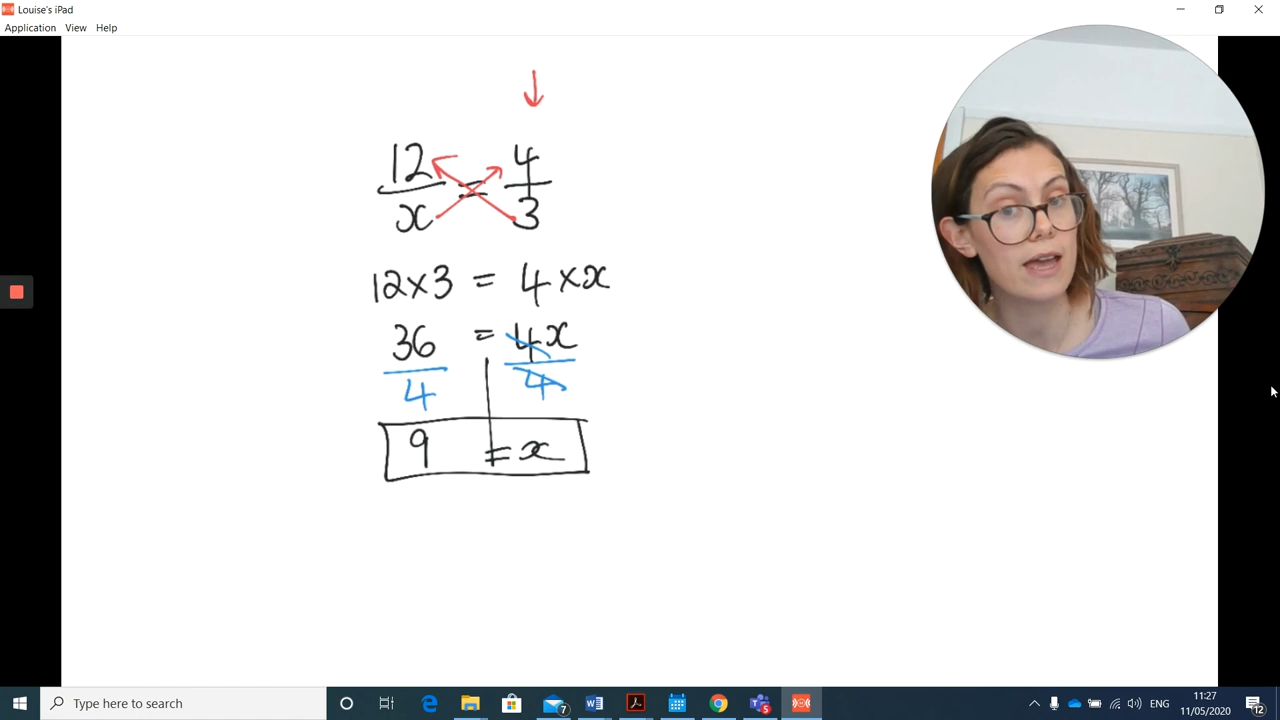 Louise's iPad
Application View Help
12/x = 4/3
12×3 = 4×x
36/4 = 4x/4
9 = x
Type here to search
7
5
ENG
11:27
11/05/2020
12